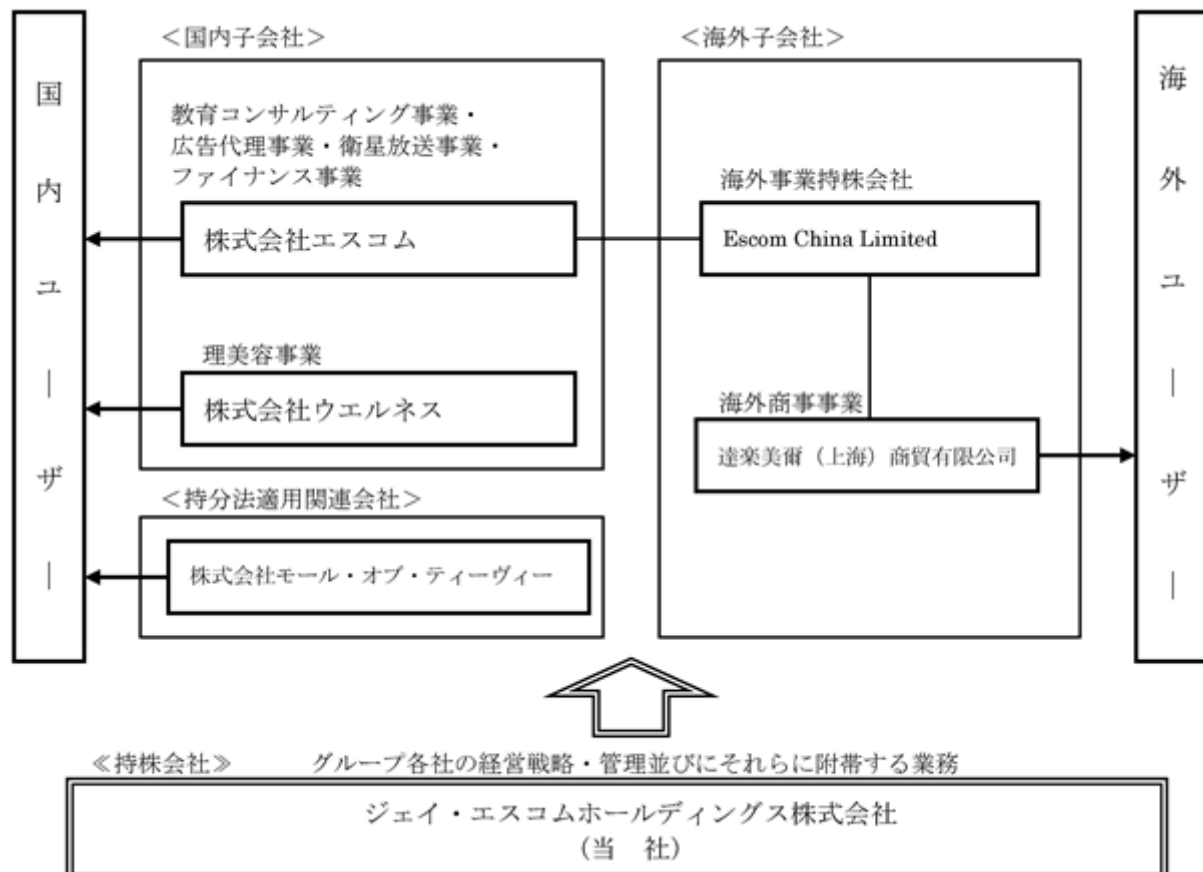 国内ユーザー
＜国内子会社＞
教育コンサルティング事業・
広告代理事業・衛星放送事業・
ファイナンス事業
株式会社エスコム
理美容事業
株式会社ウエルネス
＜持分法適用関連会社＞
株式会社モール・オブ・ティーヴィー
＜海外子会社＞
海外事業持株会社
Escom China Limited
海外商事事業
達楽美爾（上海）商貿有限公司
海外ユーザー
≪持株会社≫ グループ各社の経営戦略・管理並びにそれらに附帯する業務
ジェイ・エスコムホールディングス株式会社
（当 社）